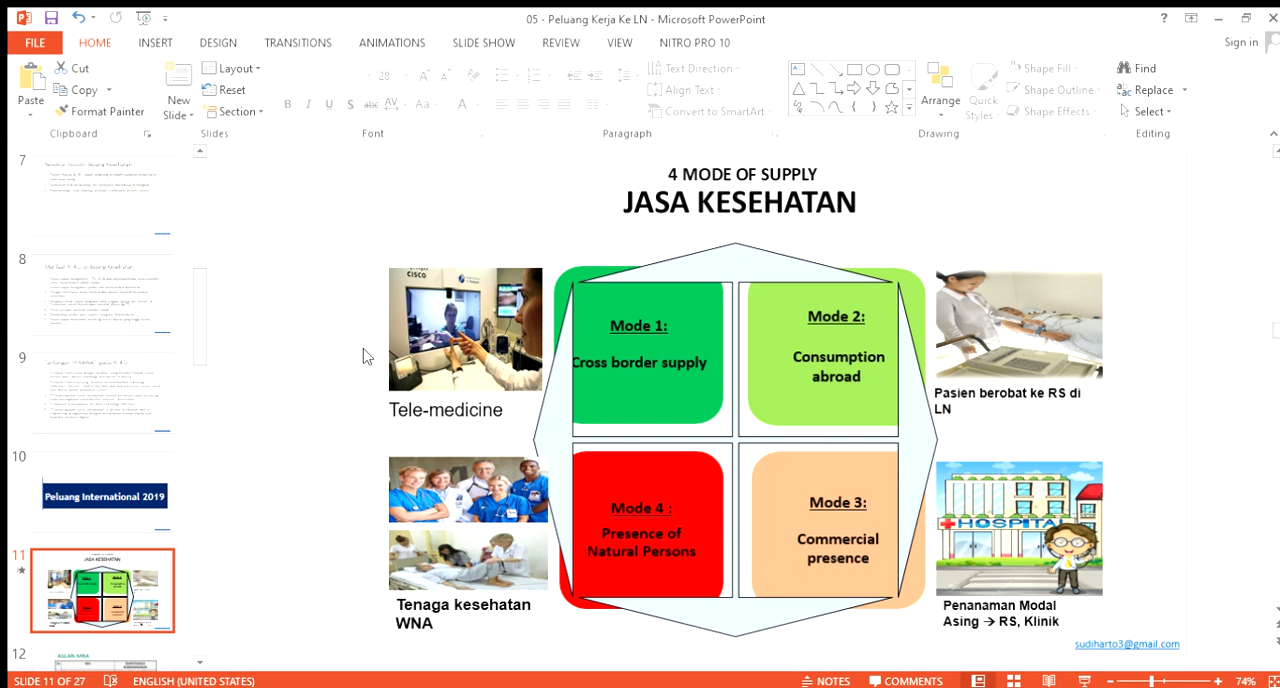 05 - Peluang Kerja Ke LN - Microsoft PowerPoint
FILE
HOME
INSERT
DESIGN
TRANSITIONS
ANIMATIONS
SLIDE SHOW
REVIEW
VIEW
NITRO PRO 10
Sign in
Paste
Cut
Copy
Format Painter
Clipboard
New Slide
Layout
Reset
Section
Slides
28
Font
Paragraph
Text Direction
Align Text
Convert to SmartArt
Arrange
Quick Styles
Shape Fill
Shape Outline
Shape Effects
Drawing
Find
Replace
Select
Editing
7
8
9
10
Peluang International 2019
11
JASA KESEHATAN
12
4 MODE OF SUPPLY
JASA KESEHATAN
CISCO
Tele-medicine
Mode 1:
Cross border supply
Mode 2:
Consumption
abroad
Pasien berobat ke RS di
LN
Tenaga kesehatan
WNA
Mode 4 :
Presence of
Natural Persons
Mode 3:
Commercial
presence
HOSPITAL
Penanaman Modal
Asing → RS, Klinik
sudiharto3@gmail.com
SLIDE 11 OF 27
ENGLISH (UNITED STATES)
NOTES
COMMENTS
74%